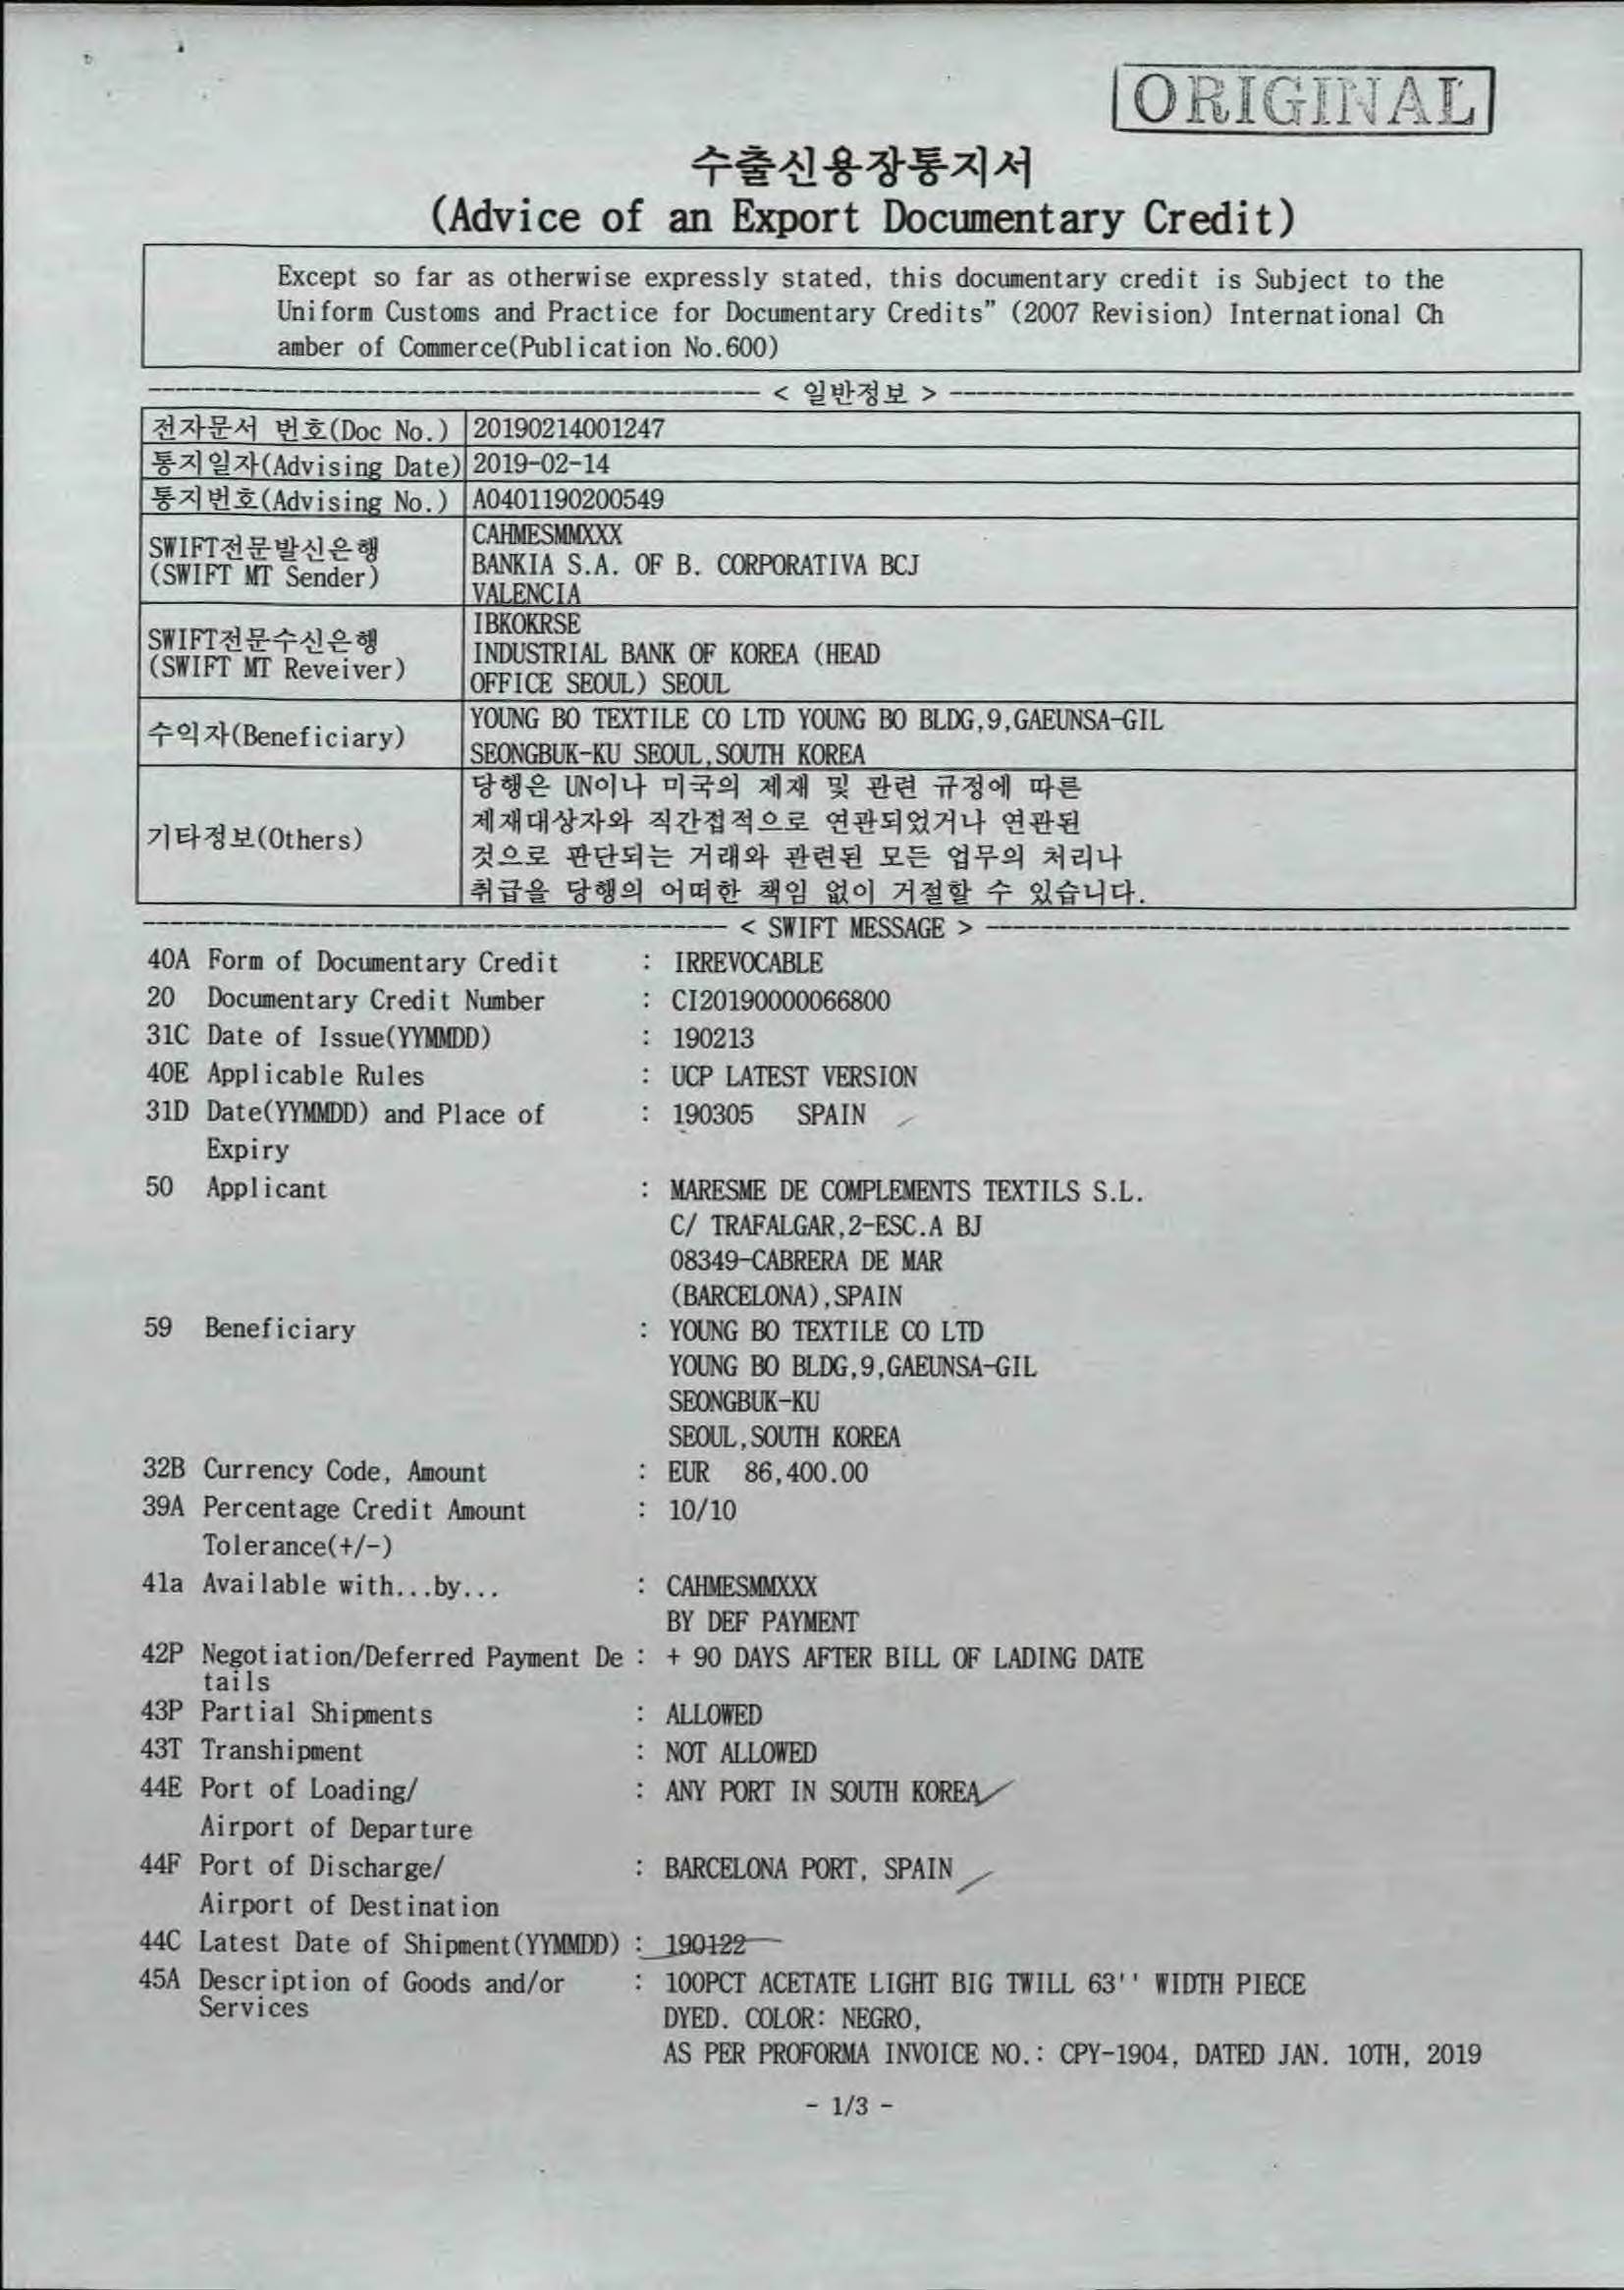 ORIGINAL
수출신용장통지서
(Advice of an Export Documentary Credit)
Except so far as otherwise expressly stated, this documentary credit is Subject to the
Uniform Customs and Practice for Documentary Credits" (2007 Revision) International Ch
amber of Commerce(Publication No.600)
< 일반정보 >
전자문서 번호(Doc No.) 20190214001247
통지일자(Advising Date) 2019-02-14
통지번호(Advising No.) A0401190200549
SWIFT전문발신은행
(SWIFT MT Sender)
CAHMESMMXXX
BANKIA S.A. OF B. CORPORATIVA BCJ
VALENCIA
SWIFT전문수신은행
(SWIFT MT Reveiver)
IBKOKRSE
INDUSTRIAL BANK OF KOREA (HEAD
OFFICE SEOUL) SEOUL
수익자(Beneficiary)
YOUNG BO TEXTILE CO LTD YOUNG BO BLDG,9,GAEUNSA-GIL
SEONGBUK-KU SEOUL,SOUTH KOREA
기타정보(Others)
당행은 UN이나 미국의 제재 및 관련 규정에 따른
제재대상자와 직간접적으로 연관되었거나 연관된
것으로 판단되는 거래와 관련된 모든 업무의 처리나
취급을 당행의 어떠한 책임 없이 거절할 수 있습니다.
< SWIFT MESSAGE >
40A Form of Documentary Credit : IRREVOCABLE
20 Documentary Credit Number : CI20190000066800
31C Date of Issue(YYMMDD) : 190213
40E Applicable Rules : UCP LATEST VERSION
31D Date(YYMMDD) and Place of : 190305 SPAIN
Expiry
50 Applicant : MARESME DE COMPLEMENTS TEXTILS S.L.
C/ TRAFALGAR,2-ESC.A BJ
08349-CABRERA DE MAR
(BARCELONA),SPAIN
59 Beneficiary : YOUNG BO TEXTILE CO LTD
YOUNG BO BLDG,9,GAEUNSA-GIL
SEONGBUK-KU
SEOUL,SOUTH KOREA
32B Currency Code, Amount : EUR 86,400.00
39A Percentage Credit Amount : 10/10
Tolerance(+/-)
41a Available with...by... : CAHMESMMXXX
BY DEF PAYMENT
42P Negotiation/Deferred Payment De : + 90 DAYS AFTER BILL OF LADING DATE
tails
43P Partial Shipments : ALLOWED
43T Transhipment : NOT ALLOWED
44E Port of Loading/ : ANY PORT IN SOUTH KOREA
Airport of Departure
44F Port of Discharge/ : BARCELONA PORT, SPAIN
Airport of Destination
44C Latest Date of Shipment(YYMMDD) : 190122
45A Description of Goods and/or : 100PCT ACETATE LIGHT BIG TWILL 63'' WIDTH PIECE
Services
DYED. COLOR: NEGRO,
AS PER PROFORMA INVOICE NO.: CPY-1904, DATED JAN. 10TH, 2019
- 1/3 -